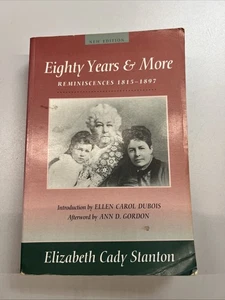 NEW EDITION
Eighty Years & More
REMINISCENCES 1815–1897
Introduction by ELLEN CAROL DUBOIS
Afterword by ANN D. GORDON
Elizabeth Cady Stanton